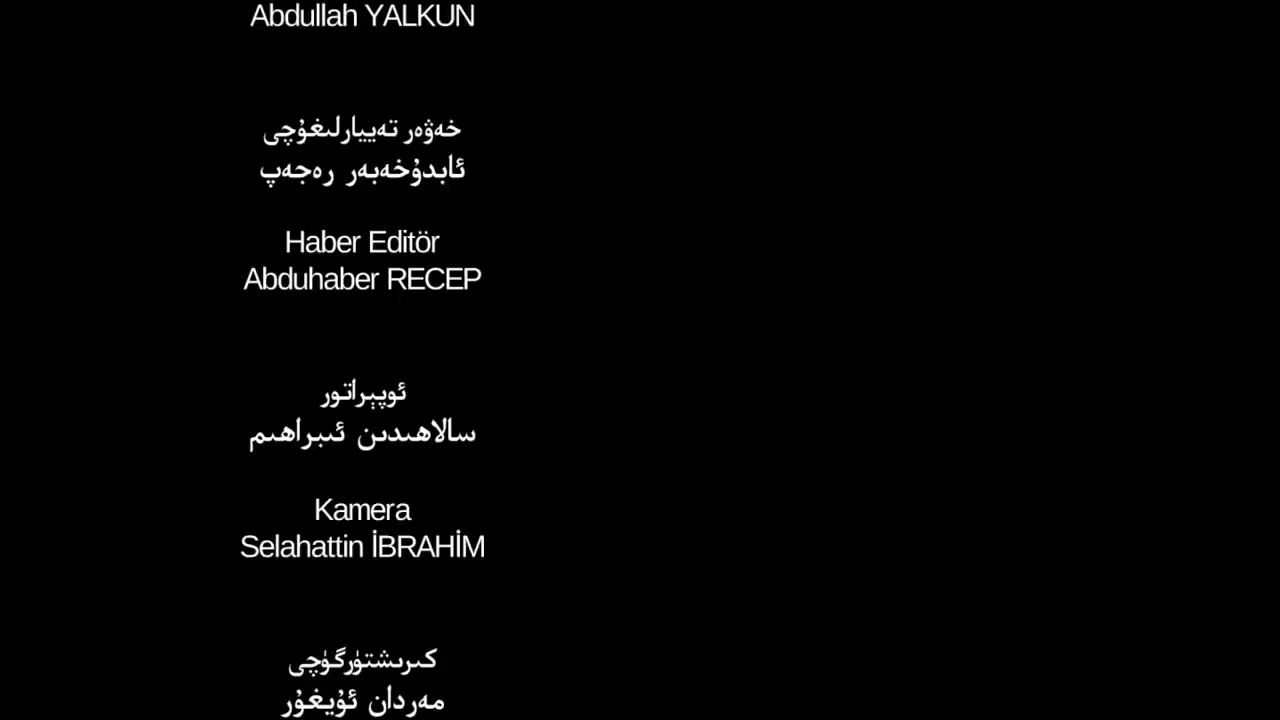 Abdullah YALKUN
خەۋەر تەييارلىغۇچى
ئابدۇخەبەر رەجەپ
Haber Editör
Abduhaber RECEP
ئوپېراتور
سالاھىدىن ئىبراھىم
Kamera
Selahattin İBRAHİM
كىرىشتۈرگۈچى
مەردان ئۇيغۇر